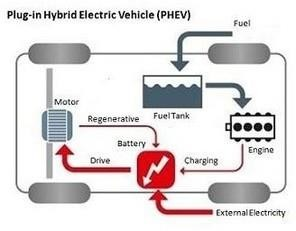 Plug-in Hybrid Electric Vehicle (PHEV)
Fuel
Motor
Regenerative
Fuel Tank
Engine
Battery
Drive
Charging
External Electricity